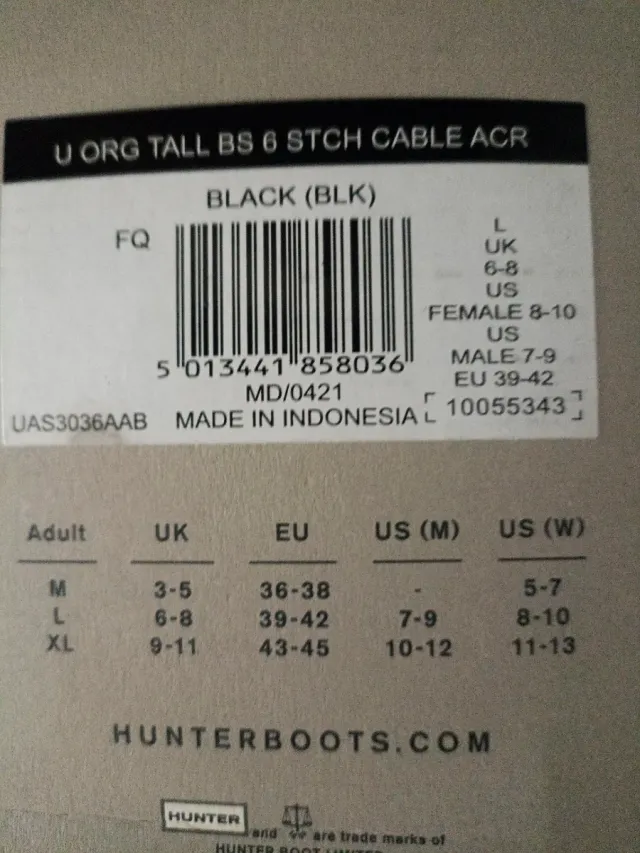 U ORG TALL BS 6 STCH CABLE ACR
BLACK (BLK)
FQ
L
UK
6-8
US
FEMALE 8-10
US
MALE 7-9
EU 39-42
10055343
5 013441 858036
MD/0421
UAS3036AAB MADE IN INDONESIA
Adult UK EU US (M) US (W)
M 3-5 36-38 - 5-7
L 6-8 39-42 7-9 8-10
XL 9-11 43-45 10-12 11-13
HUNTERBOOTS.COM
HUNTER and are trade marks of
HUNTER BOOT LIMITED